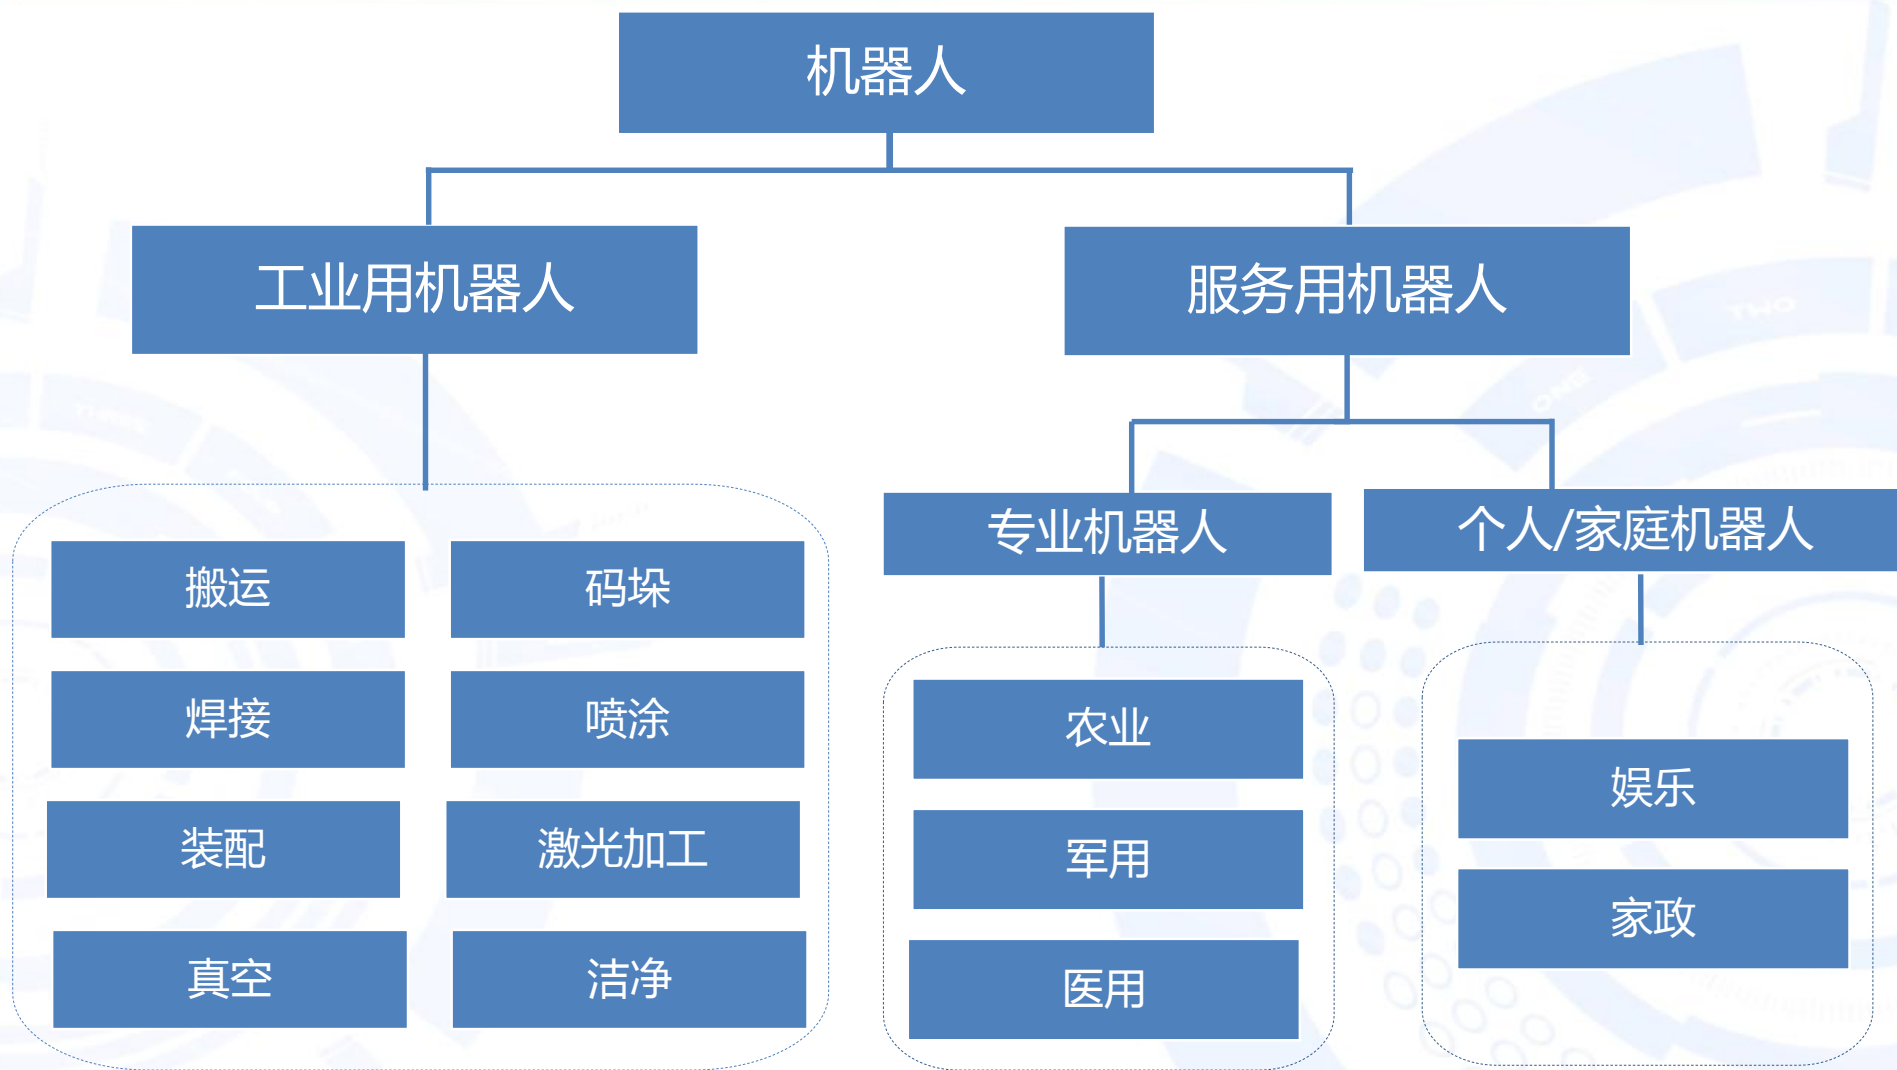 机器人
工业用机器人
服务用机器人
专业机器人
个人/家庭机器人
搬运
码垛
焊接
喷涂
装配
激光加工
真空
洁净
农业
军用
医用
娱乐
家政
TWO
ONE